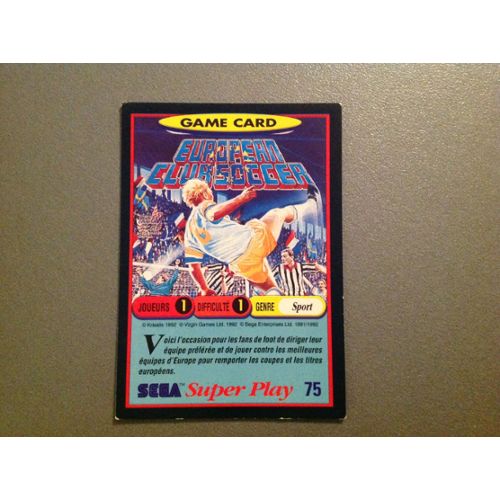 GAME CARD
EUROPEAN
CLUB SOCCER
JOUEURS 1 DIFFICULTE 1 GENRE Sport
© Krisalis 1992 © Virgin Games Ltd. 1992 © Sega Enterprises Ltd. 1991/1992
Voici l'occasion pour les fans de foot de diriger leur
équipe préférée et de jouer contre les meilleures
équipes d'Europe pour remporter les coupes et les titres
européens.
SEGA™ Super Play 75